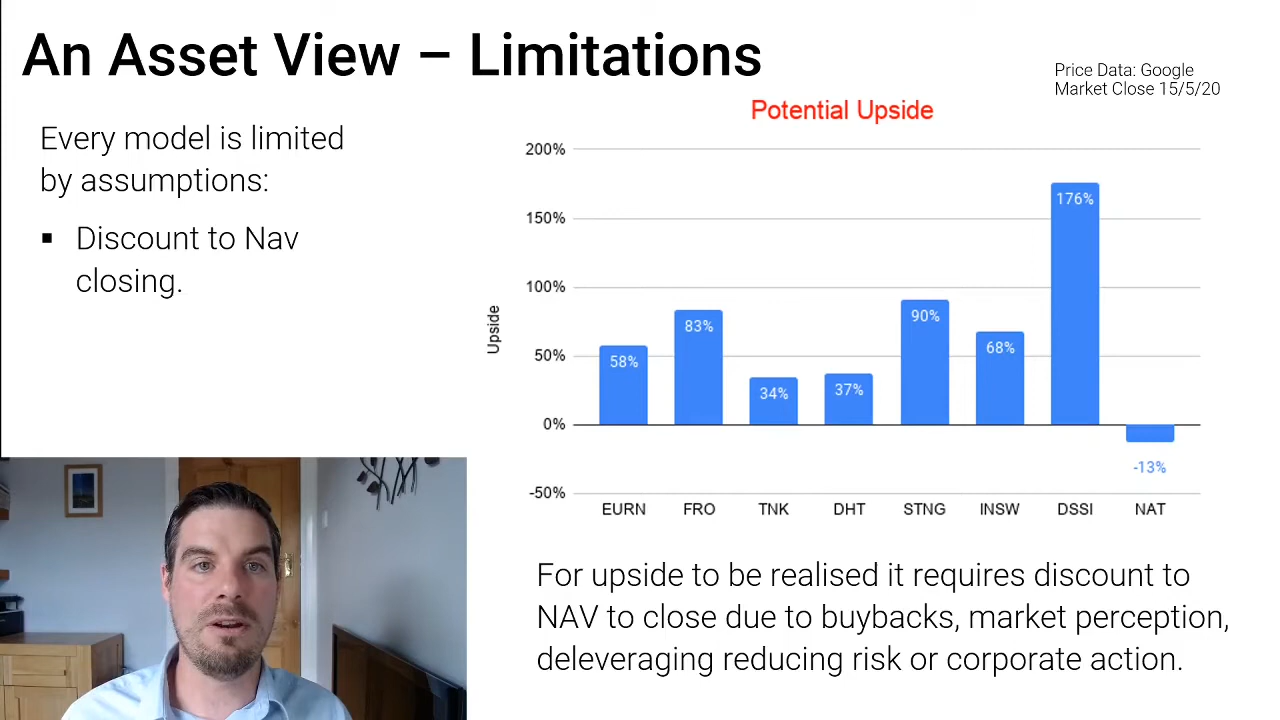 An Asset View – Limitations
Price Data: Google
Market Close 15/5/20
Every model is limited
by assumptions:
▪ Discount to Nav
closing.
Potential Upside
200%
150%
100%
50%
0%
-50%
Upside
58%
83%
34%
37%
90%
68%
176%
-13%
EURN FRO TNK DHT STNG INSW DSSI NAT
For upside to be realised it requires discount to
NAV to close due to buybacks, market perception,
deleveraging reducing risk or corporate action.